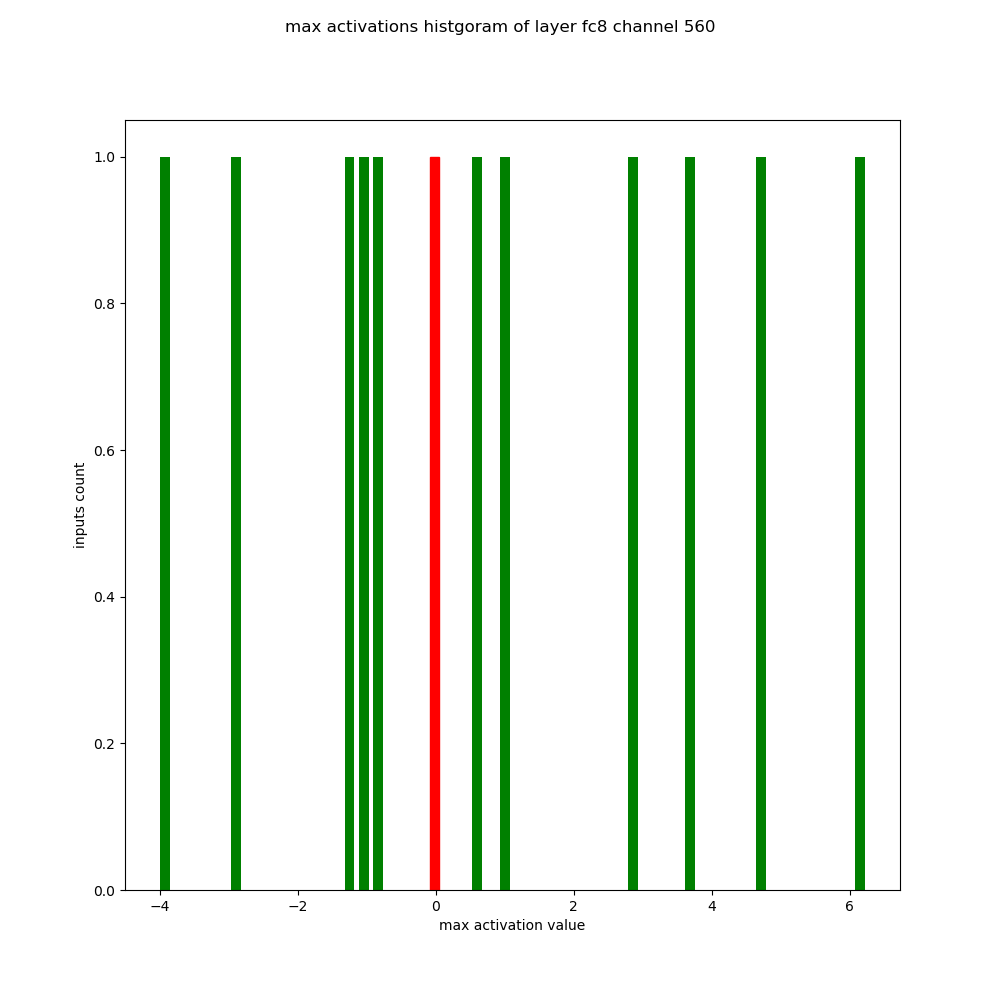 max activations histgoram of layer fc8 channel 560
1.0
0.8
0.6
0.4
0.2
0.0
inputs count
−4 −2 0 2 4 6
max activation value